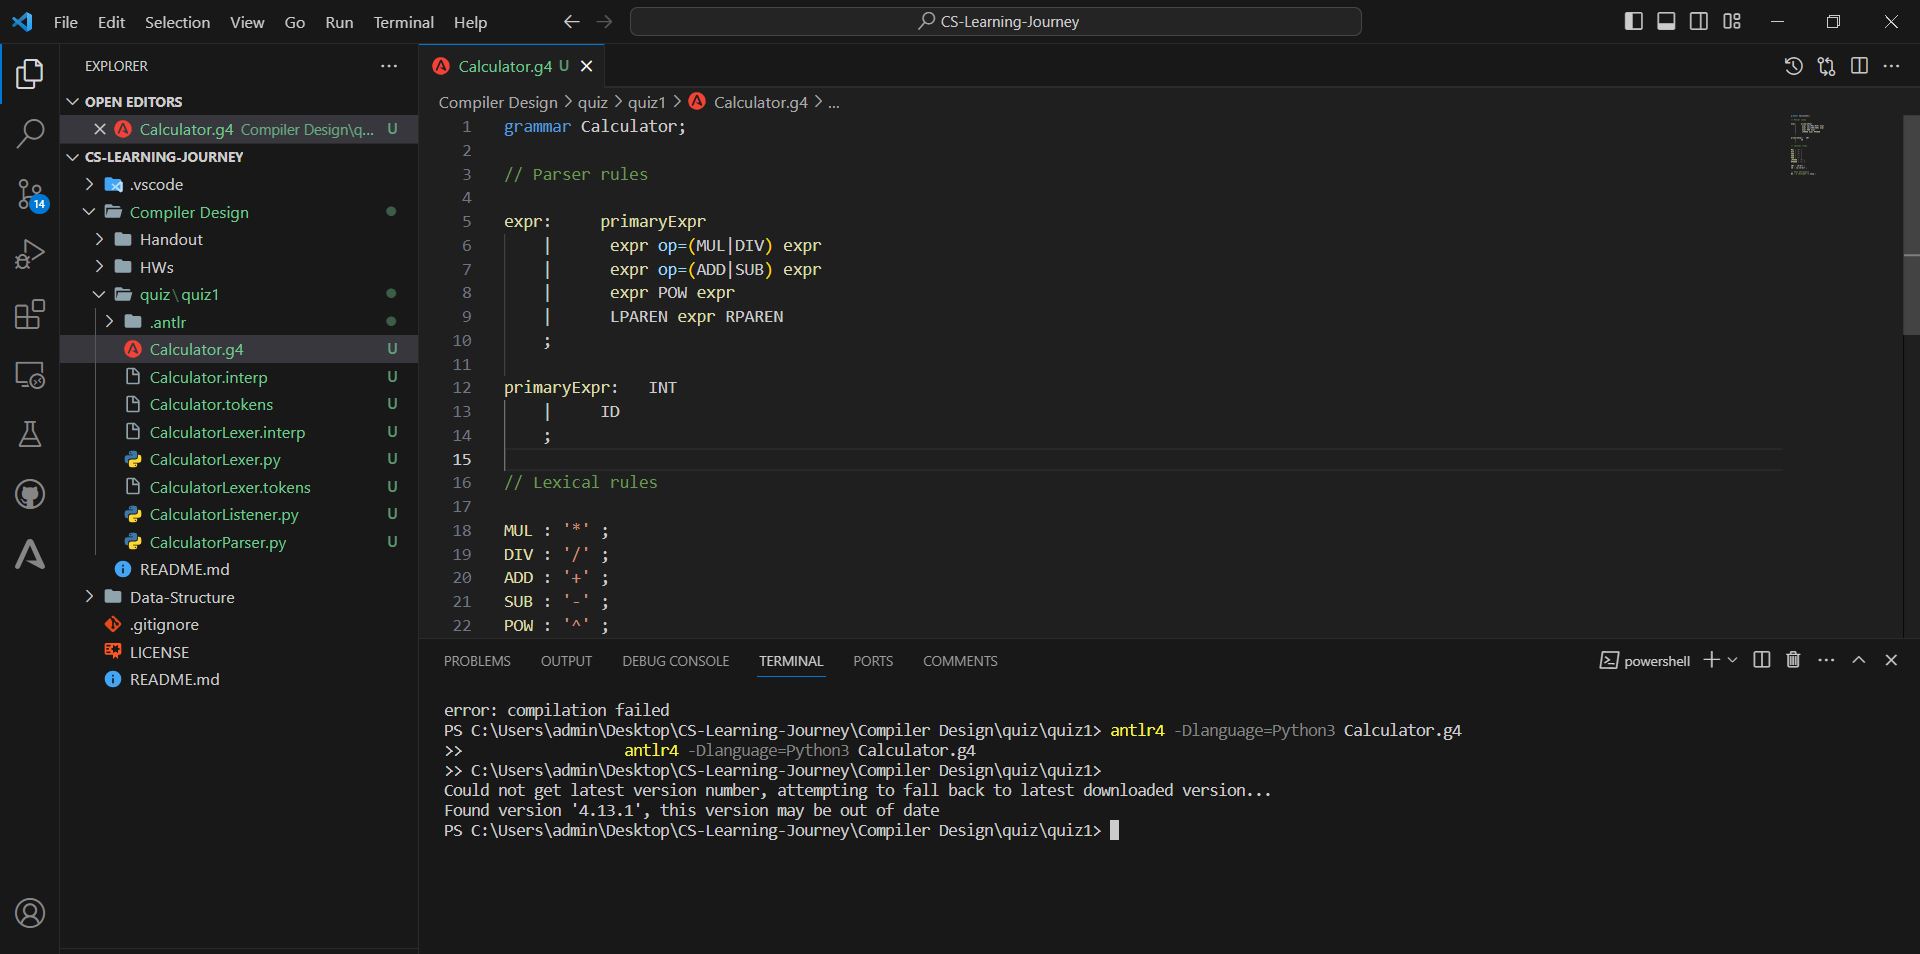 File Edit Selection View Go Run Terminal Help
CS-Learning-Journey
EXPLORER
OPEN EDITORS
Calculator.g4 Compiler Design\q... U
CS-LEARNING-JOURNEY
.vscode
Compiler Design
Handout
HWs
quiz\quiz1
.antlr
Calculator.g4 U
Calculator.interp U
Calculator.tokens U
CalculatorLexer.interp U
CalculatorLexer.py U
CalculatorLexer.tokens U
CalculatorListener.py U
CalculatorParser.py U
README.md
Data-Structure
.gitignore
LICENSE
README.md
14
Calculator.g4 U
Compiler Design > quiz > quiz1 > Calculator.g4 > ...
1 grammar Calculator;
2
3 // Parser rules
4
5 expr: primaryExpr
6 | expr op=(MUL|DIV) expr
7 | expr op=(ADD|SUB) expr
8 | expr POW expr
9 | LPAREN expr RPAREN
10 ;
11
12 primaryExpr: INT
13 | ID
14 ;
15
16 // Lexical rules
17
18 MUL : '*' ;
19 DIV : '/' ;
20 ADD : '+' ;
21 SUB : '-' ;
22 POW : '^' ;
PROBLEMS OUTPUT DEBUG CONSOLE TERMINAL PORTS COMMENTS
powershell
error: compilation failed
PS C:\Users\admin\Desktop\CS-Learning-Journey\Compiler Design\quiz\quiz1> antlr4 -Dlanguage=Python3 Calculator.g4
>> antlr4 -Dlanguage=Python3 Calculator.g4
>> C:\Users\admin\Desktop\CS-Learning-Journey\Compiler Design\quiz\quiz1>
Could not get latest version number, attempting to fall back to latest downloaded version...
Found version '4.13.1', this version may be out of date
PS C:\Users\admin\Desktop\CS-Learning-Journey\Compiler Design\quiz\quiz1>